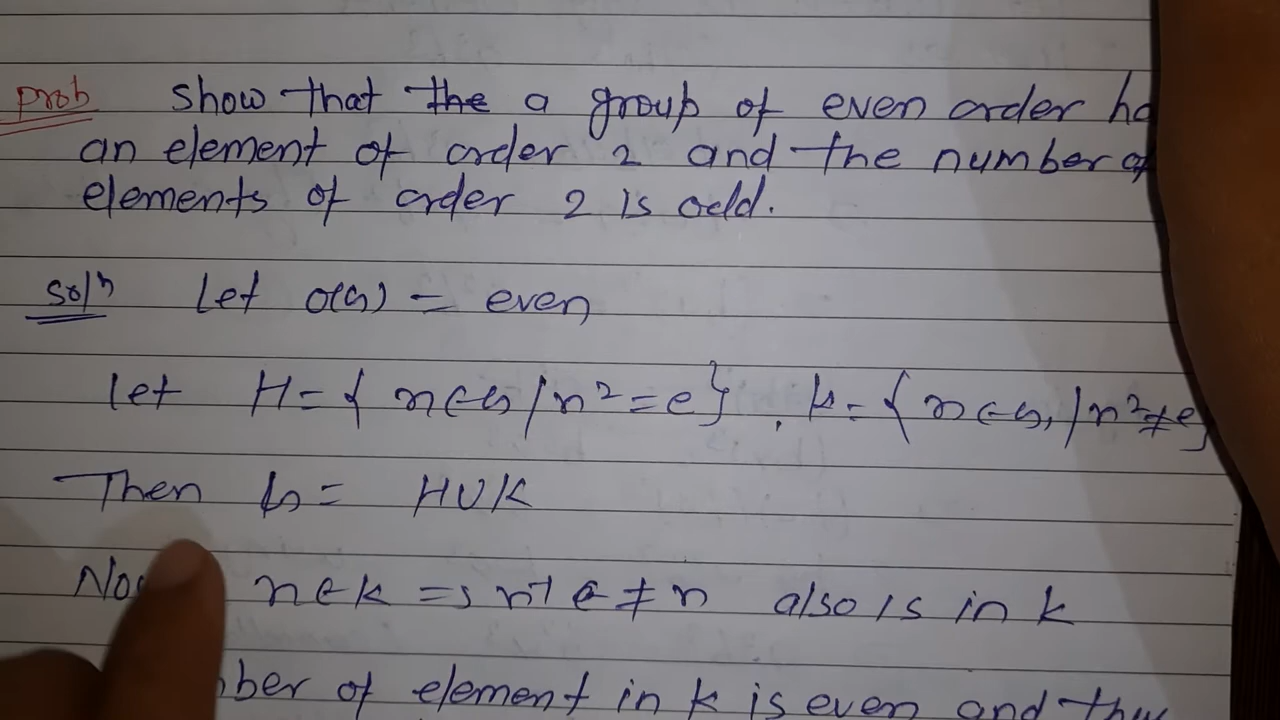 Prob Show that the a group of even order ha
an element of order 2 and the number of
elements of order 2 is odd.
Soln Let o(G) = even
Let H = { x ∈ G / x² = e } , K = { x ∈ G, / x² ≠ e }
Then G = H ∪ K
x ∈ K ⇒ x⁻¹ ≠ x also is in K
ber of element in K is even and